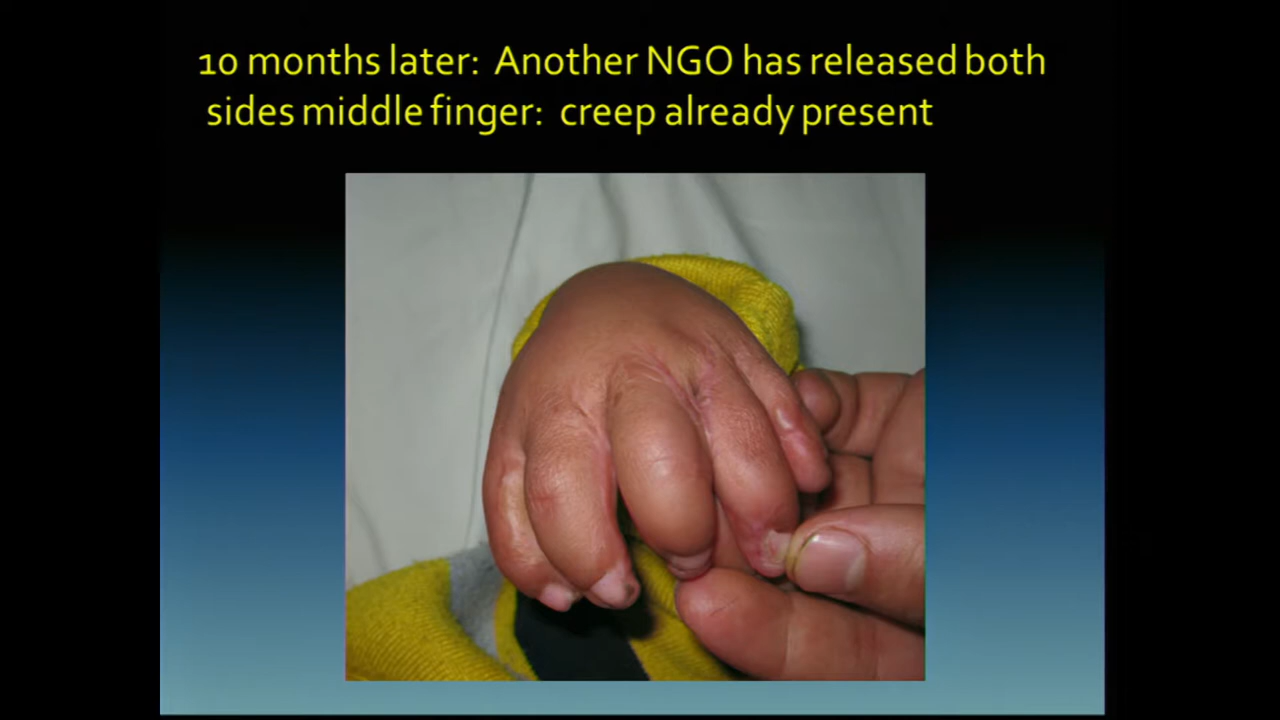 10 months later:  Another NGO has released both
sides middle finger:  creep already present